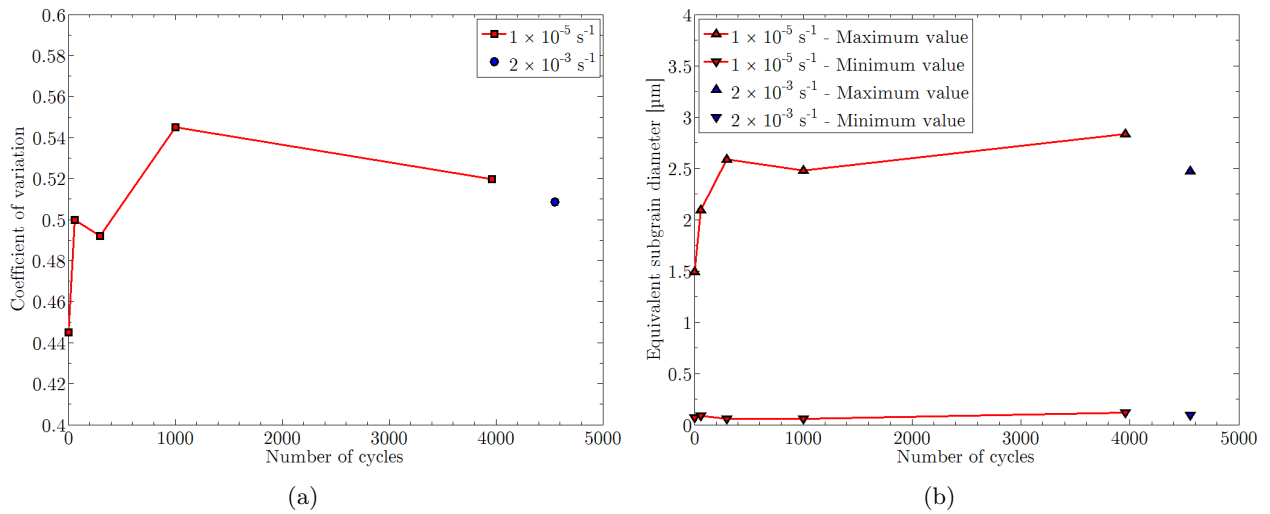 0.6
0.58
0.56
0.54
0.52
0.5
0.48
0.46
0.44
0.42
0.4
Coefficient of variation
1 × 10⁻⁵ s⁻¹
2 × 10⁻³ s⁻¹
0 1000 2000 3000 4000 5000
Number of cycles
(a)
4
3.5
3
2.5
2
1.5
1
0.5
0
Equivalent subgrain diameter [µm]
1 × 10⁻⁵ s⁻¹ - Maximum value
1 × 10⁻⁵ s⁻¹ - Minimum value
2 × 10⁻³ s⁻¹ - Maximum value
2 × 10⁻³ s⁻¹ - Minimum value
0 1000 2000 3000 4000 5000
Number of cycles
(b)